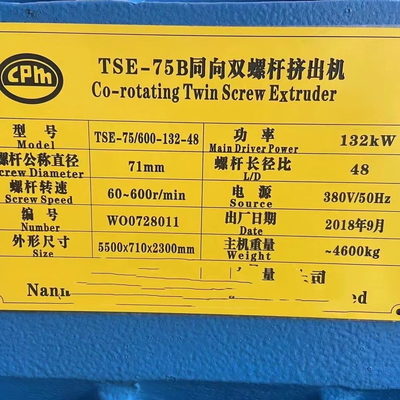 CPM
TSE-75B同向双螺杆挤出机
Co-rotating Twin Screw Extruder
型号 TSE-75/600-132-48 功率 132kW
Model Main Driver Power
螺杆公称直径 71mm 螺杆长径比 48
Screw Diameter L/D
螺杆转速 60~600r/min 电源 380V/50Hz
Screw Speed Source
编号 WO0728011 出厂日期 2018年9月
Number Date
外形尺寸 5500x710x2300mm 主机重量 ~4600kg
Size Weight
司